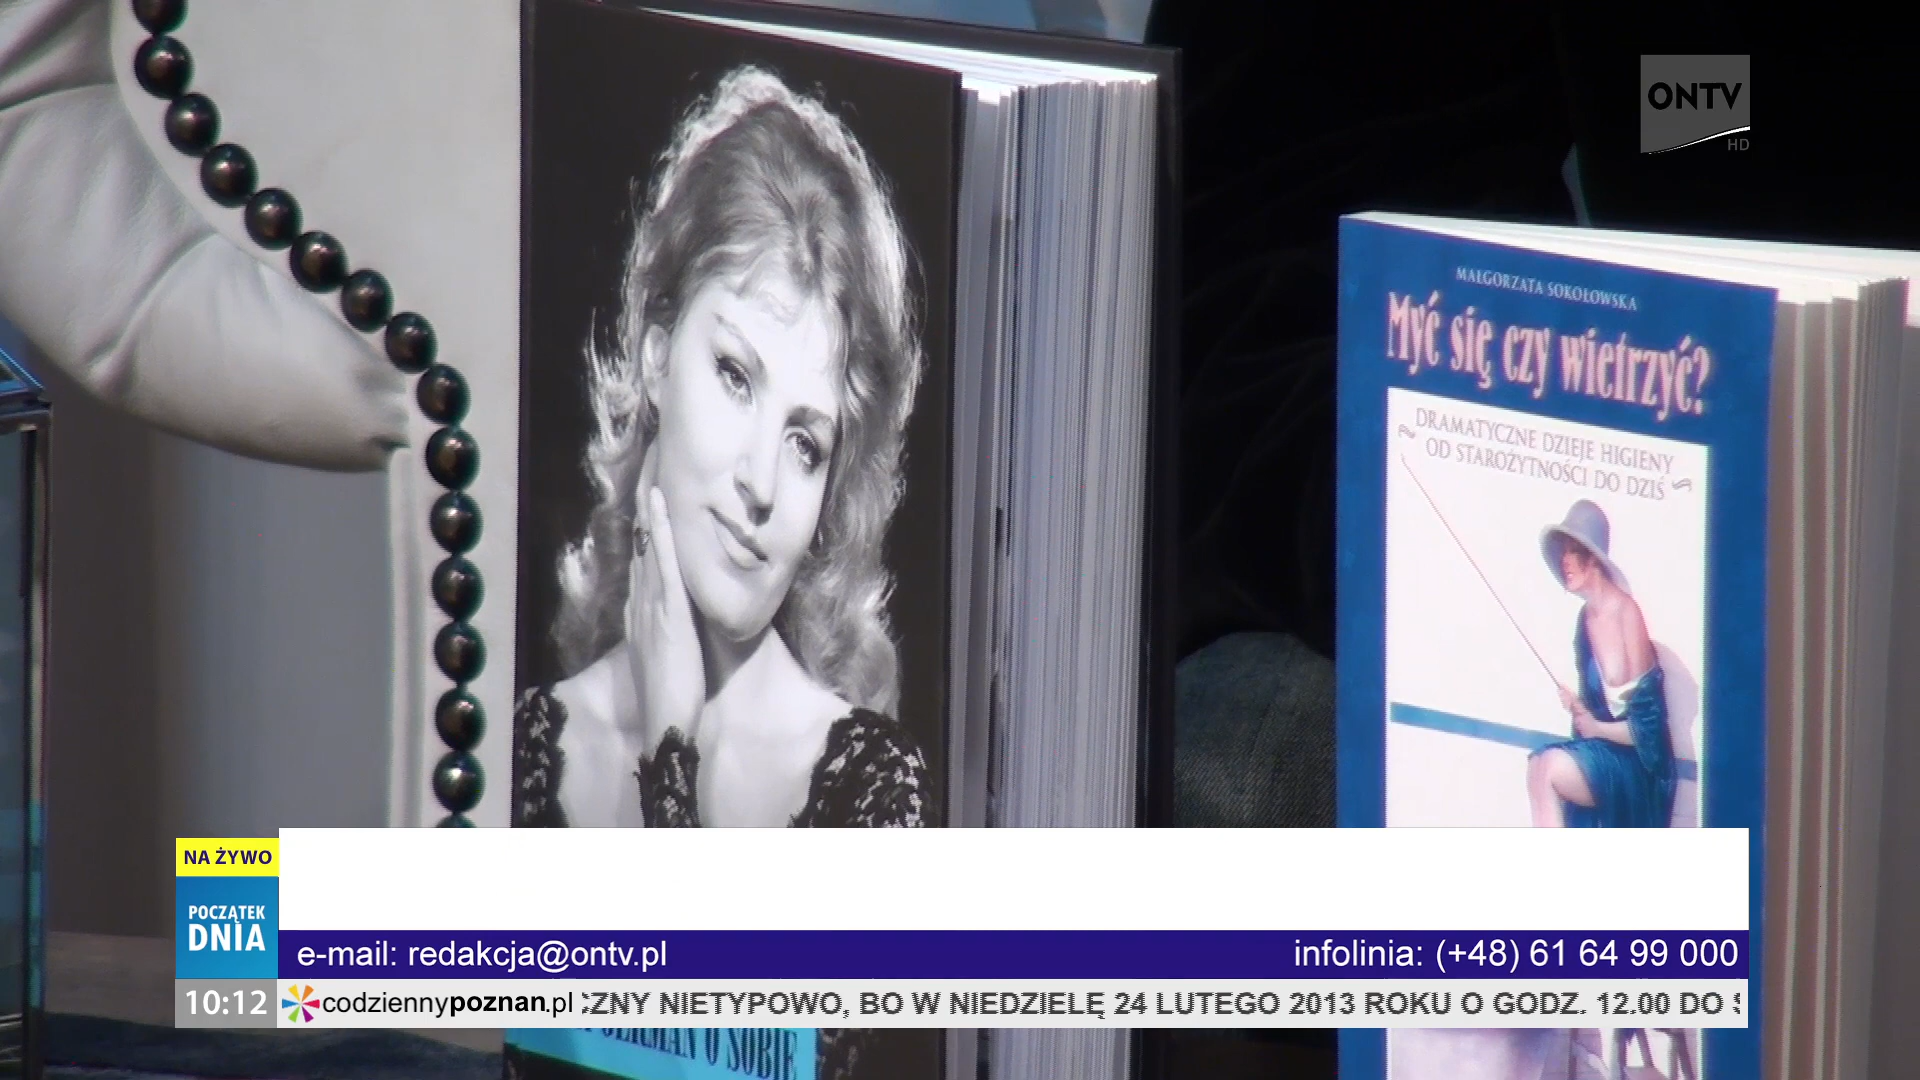 ONTV
HD
MAŁGORZATA SOKOŁOWSKA
Myć się czy wietrzyć?
DRAMATYCZNE DZIEJE HIGIENY
OD STAROŻYTNOŚCI DO DZIŚ
NA ŻYWO
POCZĄTEK
DNIA
e-mail: redakcja@ontv.pl
infolinia: (+48) 61 64 99 000
10:12
codziennypoznan.pl
NIETYPOWO, BO W NIEDZIELĘ 24 LUTEGO 2013 ROKU O GODZ. 12.00 DO
O SOBIE